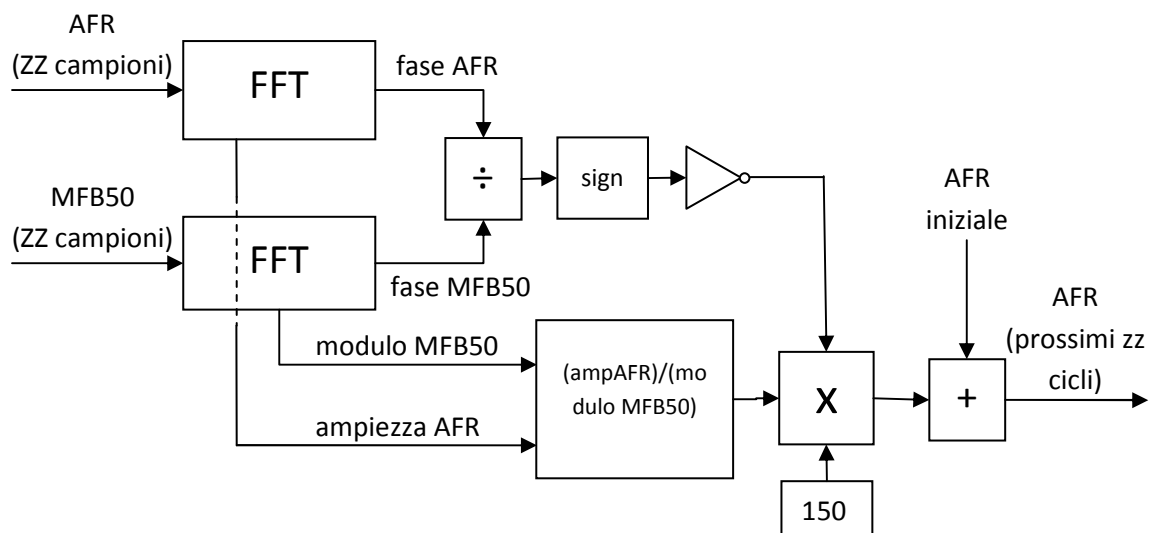 AFR
(ZZ campioni)
FFT
fase AFR
÷
sign
MFB50
(ZZ campioni)
FFT
fase MFB50
AFR
iniziale
modulo MFB50
(ampAFR)/(mo
dulo MFB50)
ampiezza AFR
X
+
AFR
(prossimi zz
cicli)
150